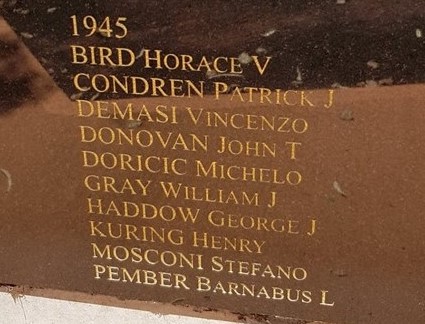 1945
BIRD HORACE V
CONDREN PATRICK J
DEMASI VINCENZO
DONOVAN JOHN T
DORICIC MICHELO
GRAY WILLIAM J
HADDOW GEORGE J
KURING HENRY
MOSCONI STEFANO
PEMBER BARNABUS L